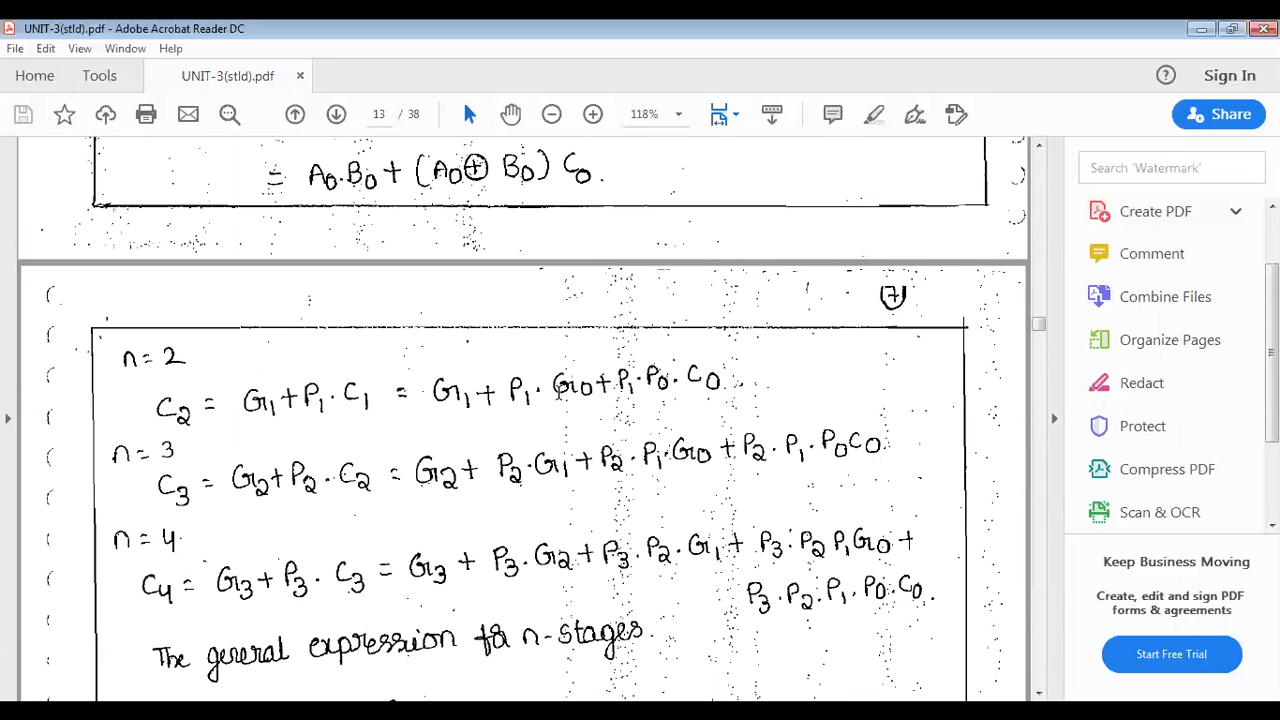 UNIT-3(stld).pdf - Adobe Acrobat Reader DC
File Edit View Window Help
Home Tools UNIT-3(stld).pdf × Sign In
13 / 38 118% Share
= A₀·B₀ + (A₀ ⊕ B₀) C₀.
7
n = 2
C₂ = G₁ + P₁·C₁ = G₁ + P₁·G₀ + P₁·P₀·C₀
n = 3
C₃ = G₂ + P₂·C₂ = G₂ + P₂·G₁ + P₂·P₁·G₀ + P₂·P₁·P₀C₀
n = 4
C₄ = G₃ + P₃·C₃ = G₃ + P₃·G₂ + P₃·P₂·G₁ + P₃·P₂P₁G₀ +
P₃·P₂·P₁·P₀·C₀.
The general expression for n-stages.
Search 'Watermark'
Create PDF
Comment
Combine Files
Organize Pages
Redact
Protect
Compress PDF
Scan & OCR
Keep Business Moving
Create, edit and sign PDF
forms & agreements
Start Free Trial